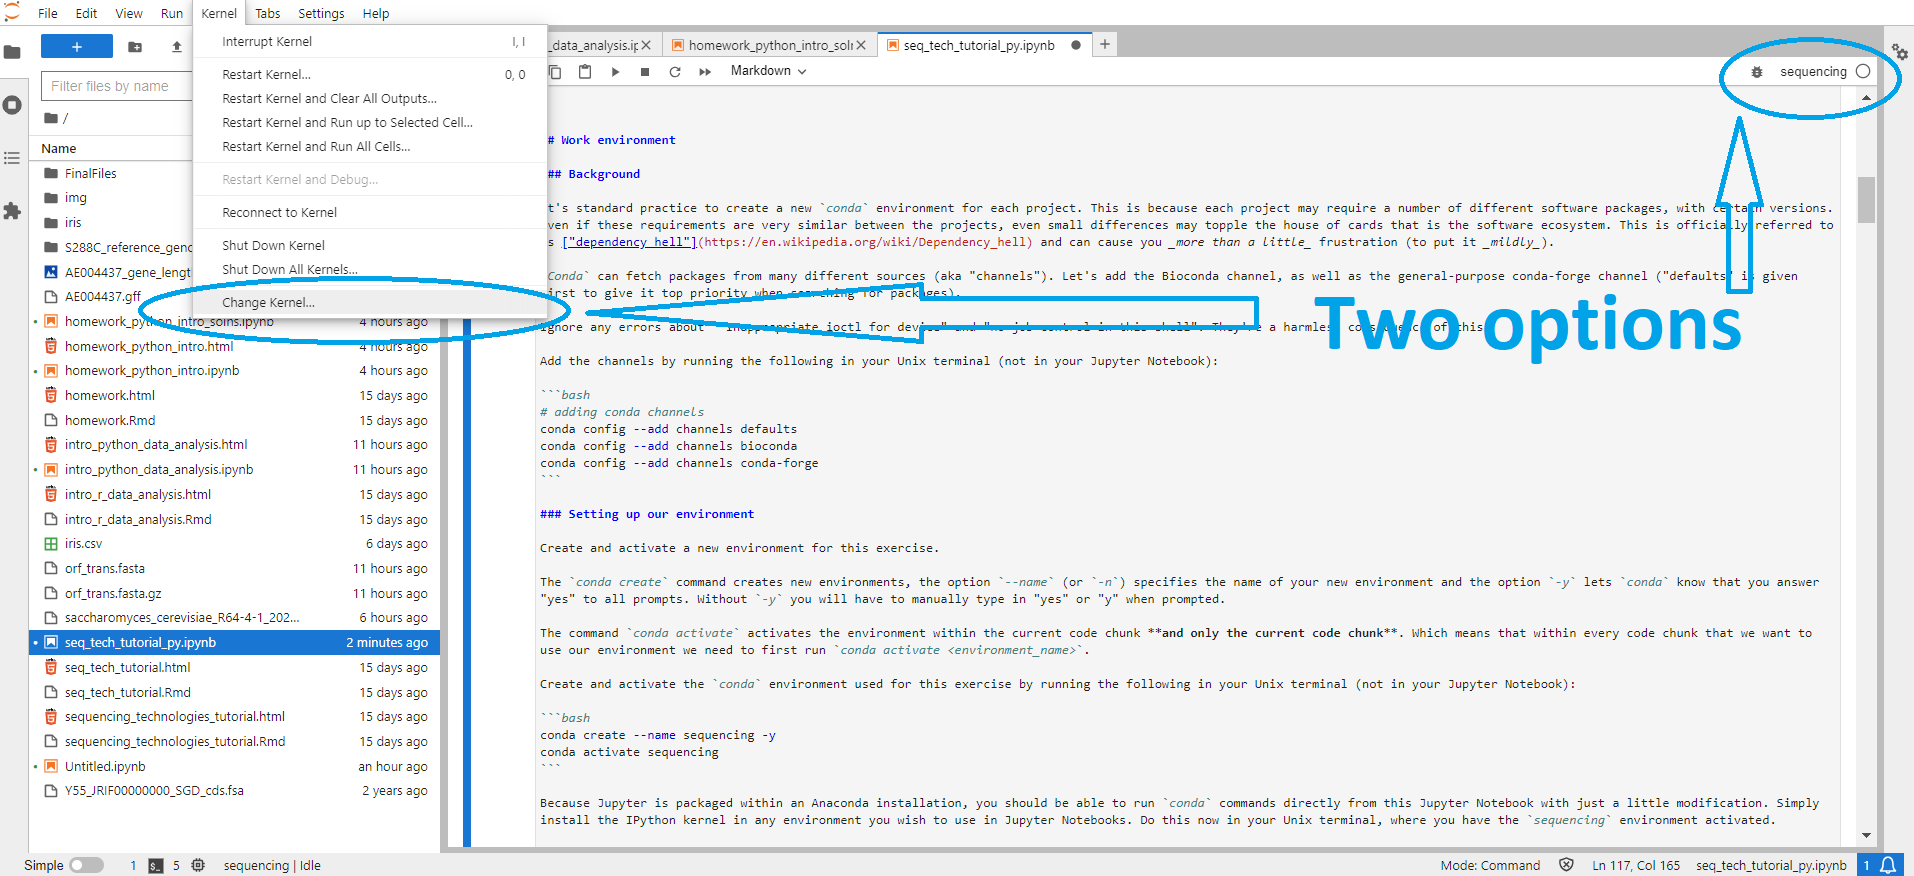 File Edit View Run Kernel Tabs Settings Help
+
Filter files by name
/
Name
FinalFiles
img
iris
S288C_reference_geno
AE004437_gene_length
AE004437.gff
homework_python_intro_solns.ipynb 4 hours ago
homework_python_intro.html 4 hours ago
homework_python_intro.ipynb 4 hours ago
homework.html 15 days ago
homework.Rmd 15 days ago
intro_python_data_analysis.html 11 hours ago
intro_python_data_analysis.ipynb 11 hours ago
intro_r_data_analysis.html 15 days ago
intro_r_data_analysis.Rmd 15 days ago
iris.csv 6 days ago
orf_trans.fasta 11 hours ago
orf_trans.fasta.gz 11 hours ago
saccharomyces_cerevisiae_R64-4-1_202... 6 hours ago
seq_tech_tutorial_py.ipynb 2 minutes ago
seq_tech_tutorial.html 15 days ago
seq_tech_tutorial.Rmd 15 days ago
sequencing_technologies_tutorial.html 15 days ago
sequencing_technologies_tutorial.Rmd 15 days ago
Untitled.ipynb an hour ago
Y55_JRIF00000000_SGD_cds.fsa 2 years ago
Interrupt Kernel I, I
Restart Kernel... 0, 0
Restart Kernel and Clear All Outputs...
Restart Kernel and Run up to Selected Cell...
Restart Kernel and Run All Cells...
Restart Kernel and Debug...
Reconnect to Kernel
Shut Down Kernel
Shut Down All Kernels...
Change Kernel...
_data_analysis.ip homework_python_intro_soln seq_tech_tutorial_py.ipynb +
Markdown sequencing
# Work environment
## Background
t's standard practice to create a new `conda` environment for each project. This is because each project may require a number of different software packages, with certain versions.
ven if these requirements are very similar between the projects, even small differences may topple the house of cards that is the software ecosystem. This is officially referred to
s ["dependency hell"](https://en.wikipedia.org/wiki/Dependency_hell) and can cause you _more than a little_ frustration (to put it _mildly_).
Conda` can fetch packages from many different sources (aka "channels"). Let's add the Bioconda channel, as well as the general-purpose conda-forge channel ("defaults" is given
irst to give it top priority when searching for packages).
Ignore any errors about "inappropriate ioctl for device" and "no job control in this shell". They're a harmless consequence of this
Two options
Add the channels by running the following in your Unix terminal (not in your Jupyter Notebook):
```bash
# adding conda channels
conda config --add channels defaults
conda config --add channels bioconda
conda config --add channels conda-forge
```
### Setting up our environment
Create and activate a new environment for this exercise.
The `conda create` command creates new environments, the option `--name` (or `-n`) specifies the name of your new environment and the option `-y` lets `conda` know that you answer
"yes" to all prompts. Without `-y` you will have to manually type in "yes" or "y" when prompted.
The command `conda activate` activates the environment within the current code chunk **and only the current code chunk**. Which means that within every code chunk that we want to
use our environment we need to first run `conda activate <environment_name>`.
Create and activate the `conda` environment used for this exercise by running the following in your Unix terminal (not in your Jupyter Notebook):
```bash
conda create --name sequencing -y
conda activate sequencing
```
Because Jupyter is packaged within an Anaconda installation, you should be able to run `conda` commands directly from this Jupyter Notebook with just a little modification. Simply
install the IPython kernel in any environment you wish to use in Jupyter Notebooks. Do this now in your Unix terminal, where you have the `sequencing` environment activated.
Simple 1 $_ 5 sequencing | Idle Mode: Command Ln 117, Col 165 seq_tech_tutorial_py.ipynb 1